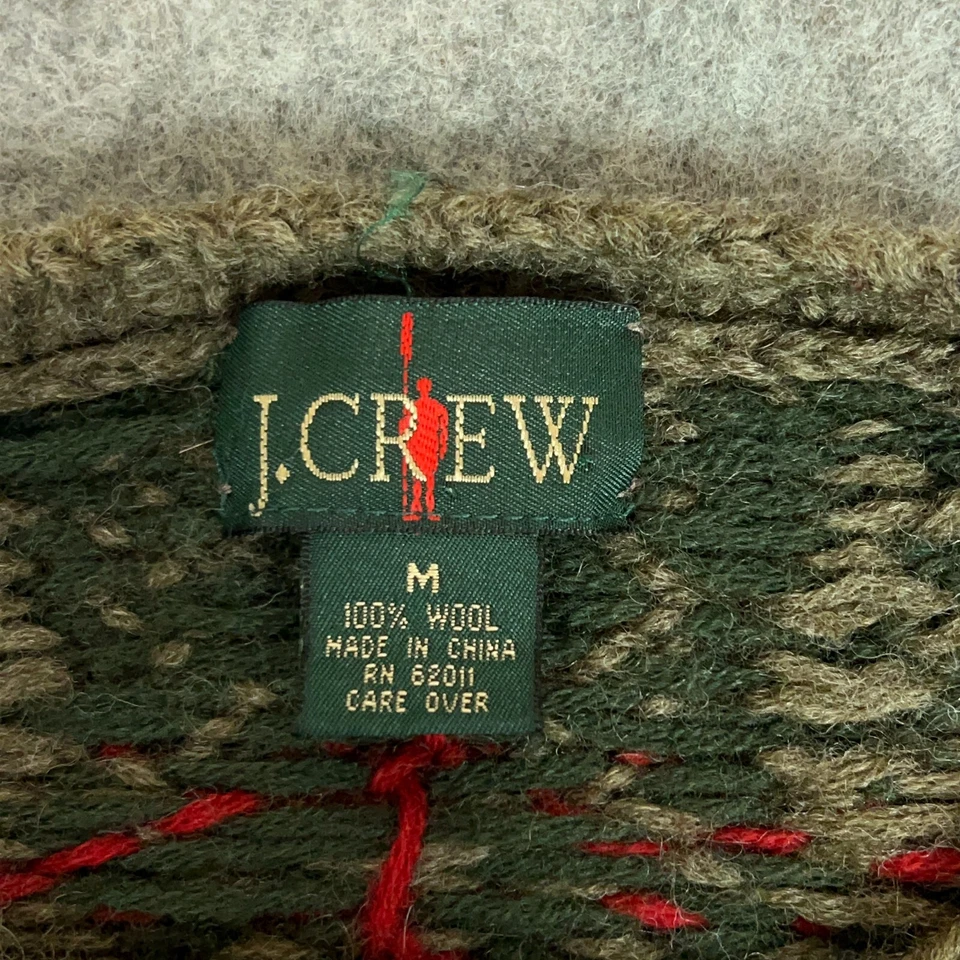 J.CREW
M
100% WOOL
MADE IN CHINA
RN 62011
CARE OVER